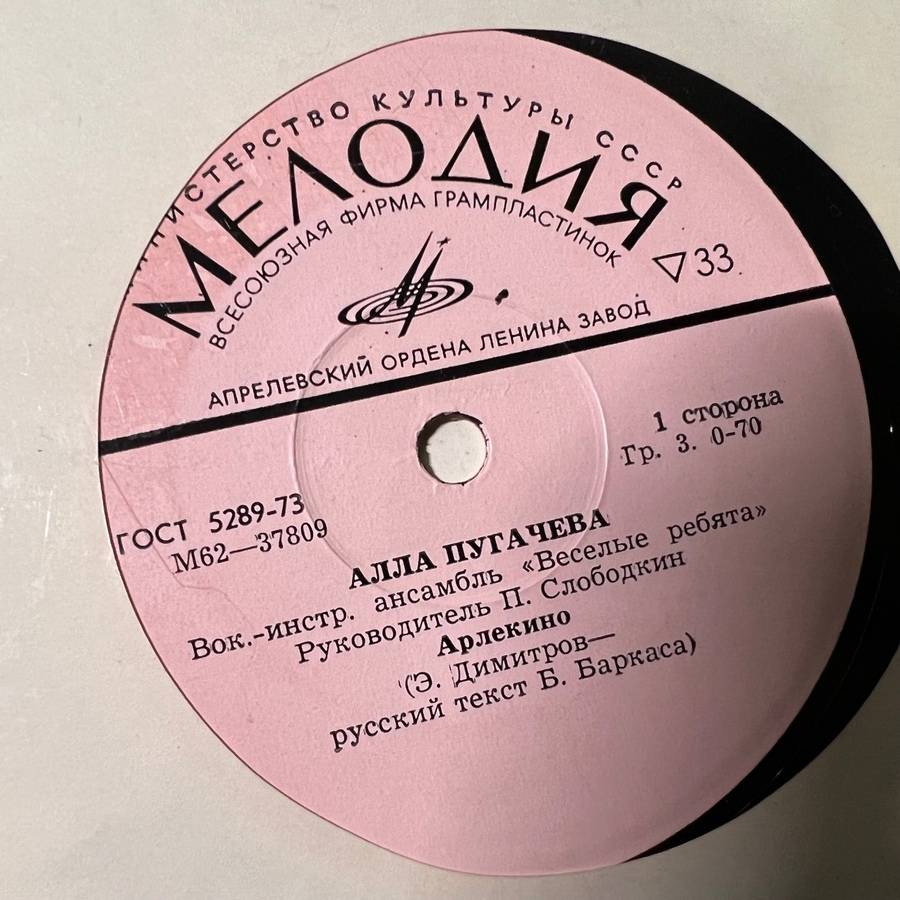 МИНИСТЕРСТВО КУЛЬТУРЫ СССР
МЕЛОДИЯ
ВСЕСОЮЗНАЯ ФИРМА ГРАМПЛАСТИНОК
33
АПРЕЛЕВСКИЙ ОРДЕНА ЛЕНИНА ЗАВОД
1 сторона
Гр. 3. 0-70
ГОСТ 5289-73
М62—37809
АЛЛА ПУГАЧЕВА
Вок.-инстр. ансамбль «Веселые ребята»
Руководитель П. Слободкин
Арлекино
(Э. Димитров—
русский текст Б. Баркаса)